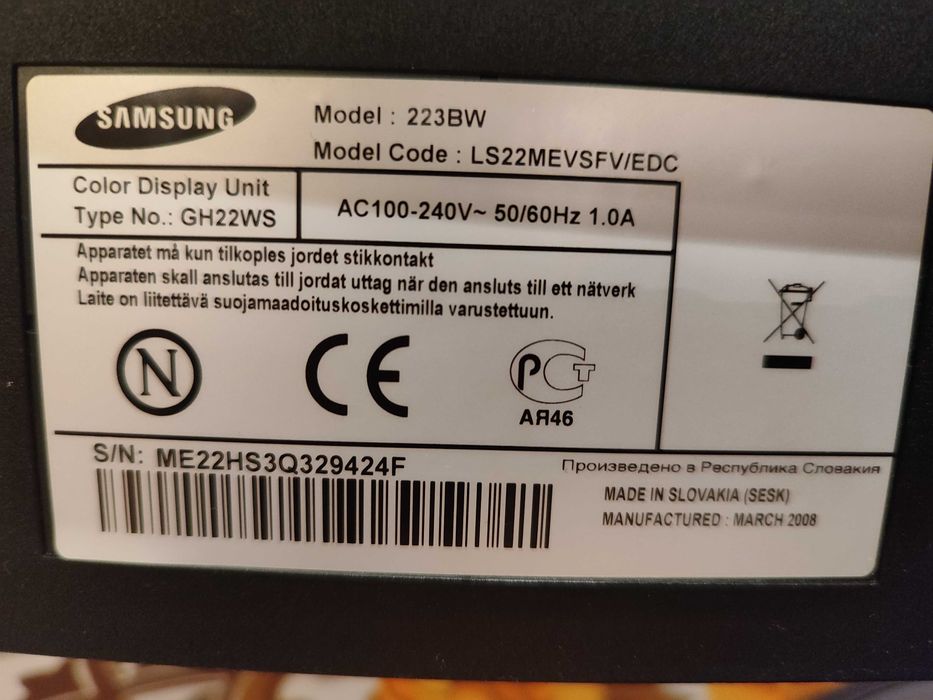 SAMSUNG
Model : 223BW
Model Code : LS22MEVSFV/EDC
Color Display Unit
Type No.: GH22WS
AC100-240V~ 50/60Hz 1.0A
Apparatet må kun tilkoples jordet stikkontakt
Apparaten skall anslutas till jordat uttag når den ansluts till ett nätverk
Laite on liitettävä suojamaadoituskoskettimilla varustettuun.
N
CE
PCT
АЯ46
S/N: ME22HS3Q329424F
Произведено в Республика Словакия
MADE IN SLOVAKIA (SESK)
MANUFACTURED : MARCH 2008